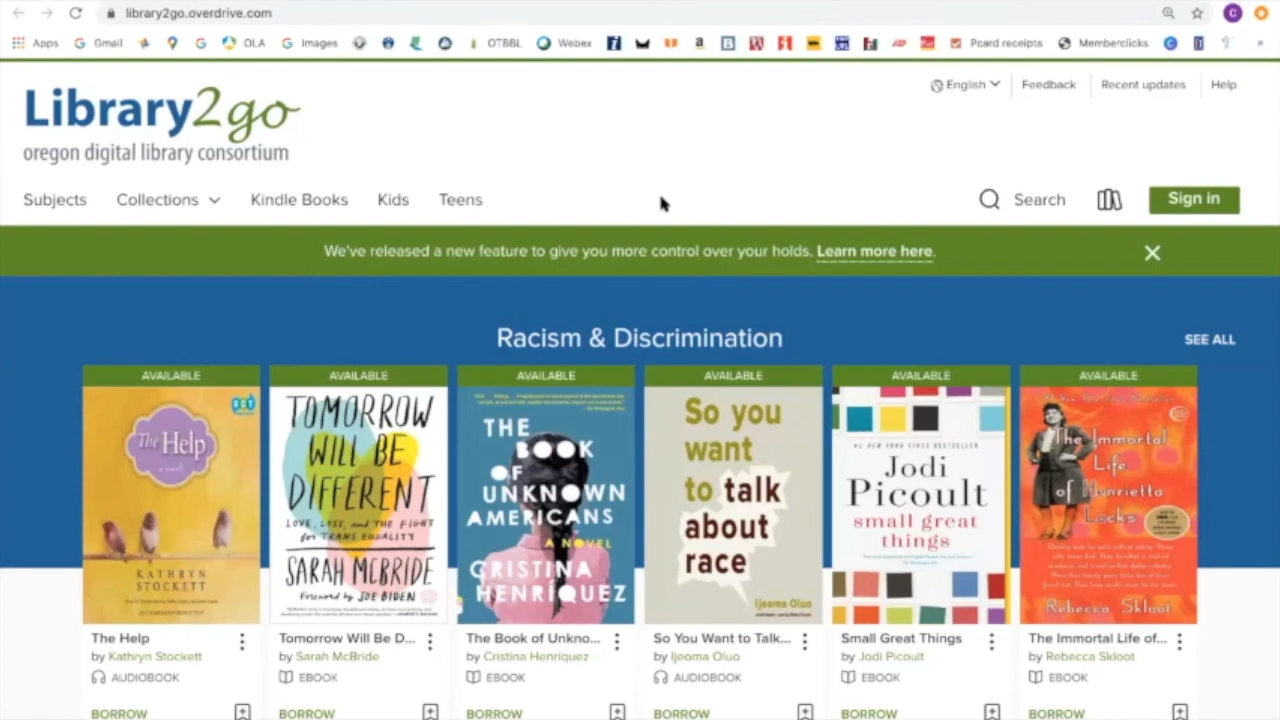 library2go.overdrive.com
C
Apps
Gmail
OLA
Images
OTBBL
Webex
Pcard receipts
Memberclicks
»
English
Feedback
Recent updates
Help
Library2go
oregon digital library consortium
Subjects
Collections
Kindle Books
Kids
Teens
Search
Sign in
We've released a new feature to give you more control over your holds. Learn more here.
Racism & Discrimination
SEE ALL
AVAILABLE
AVAILABLE
AVAILABLE
AVAILABLE
AVAILABLE
AVAILABLE
The Help
a novel
KATHRYN
STOCKETT
TOMORROW
WILL BE
DIFFERENT
LOVE, LOSS, and THE FIGHT
for TRANS EQUALITY
SARAH McBRIDE
Foreword by JOE BIDEN
THE
BOOK
OF
UNKNOWN
AMERICANS
A NOVEL
CRISTINA
HENRÍQUEZ
So you
want
to talk
about
race
Ijeoma Oluo
#1 NEW YORK TIMES BESTSELLER
Jodi
Picoult
small great
things
The Immortal
Life
of Henrietta
Lacks
Rebecca Skloot
The Help
by Kathryn Stockett
AUDIOBOOK
BORROW
Tomorrow Will Be D...
by Sarah McBride
EBOOK
BORROW
The Book of Unkno...
by Cristina Henríquez
EBOOK
BORROW
So You Want to Talk...
by Ijeoma Oluo
AUDIOBOOK
BORROW
Small Great Things
by Jodi Picoult
EBOOK
BORROW
The Immortal Life of...
by Rebecca Skloot
EBOOK
BORROW